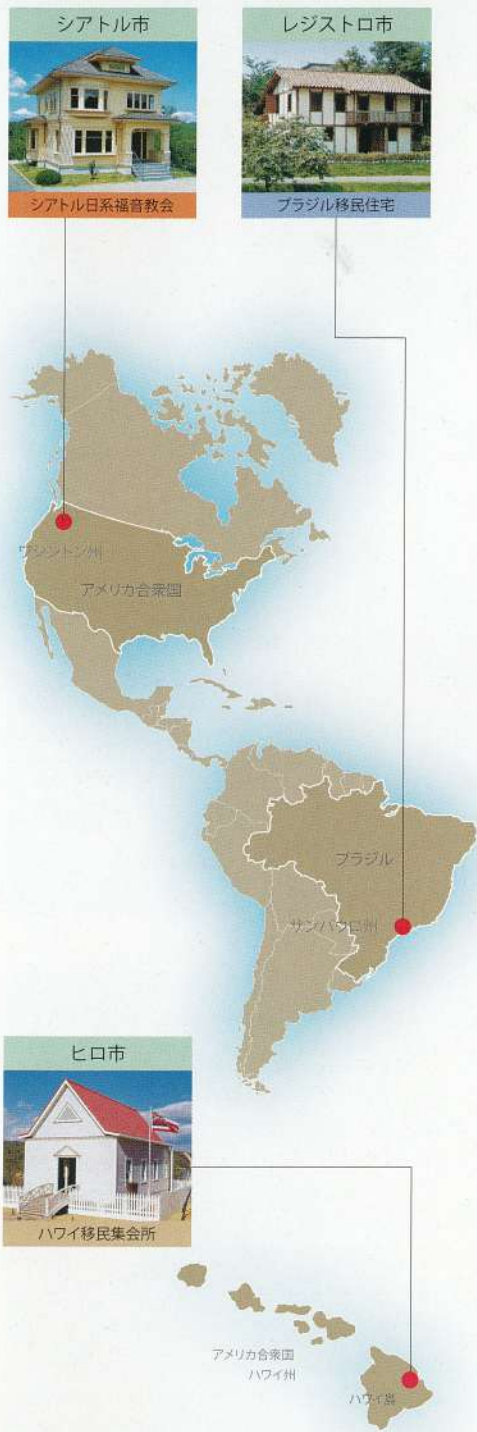 シアトル市
シアトル日系福音教会
レジストロ市
ブラジル移民住宅
ワシントン州
アメリカ合衆国
ブラジル
サンパウロ州
ヒロ市
ハワイ移民集会所
アメリカ合衆国
ハワイ州
ハワイ島